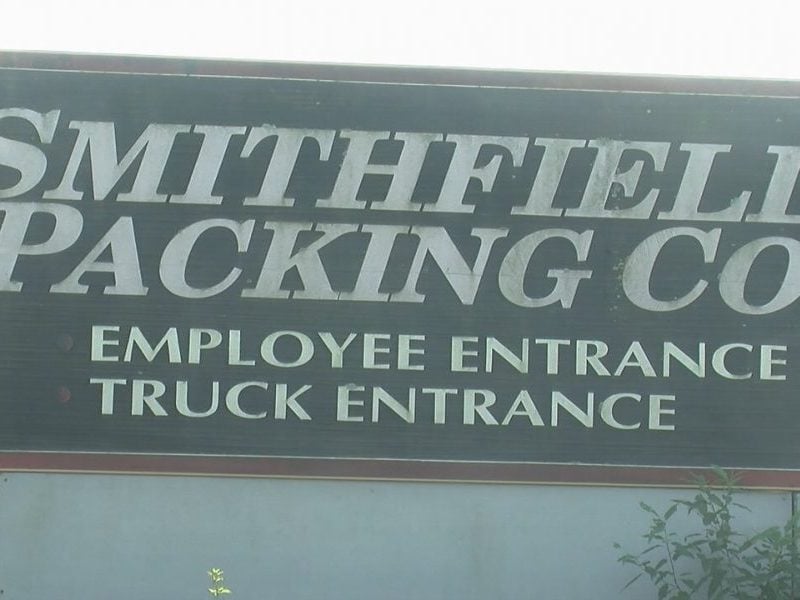 SMITHFIEL
PACKING CO
EMPLOYEE ENTRANCE
TRUCK ENTRANCE